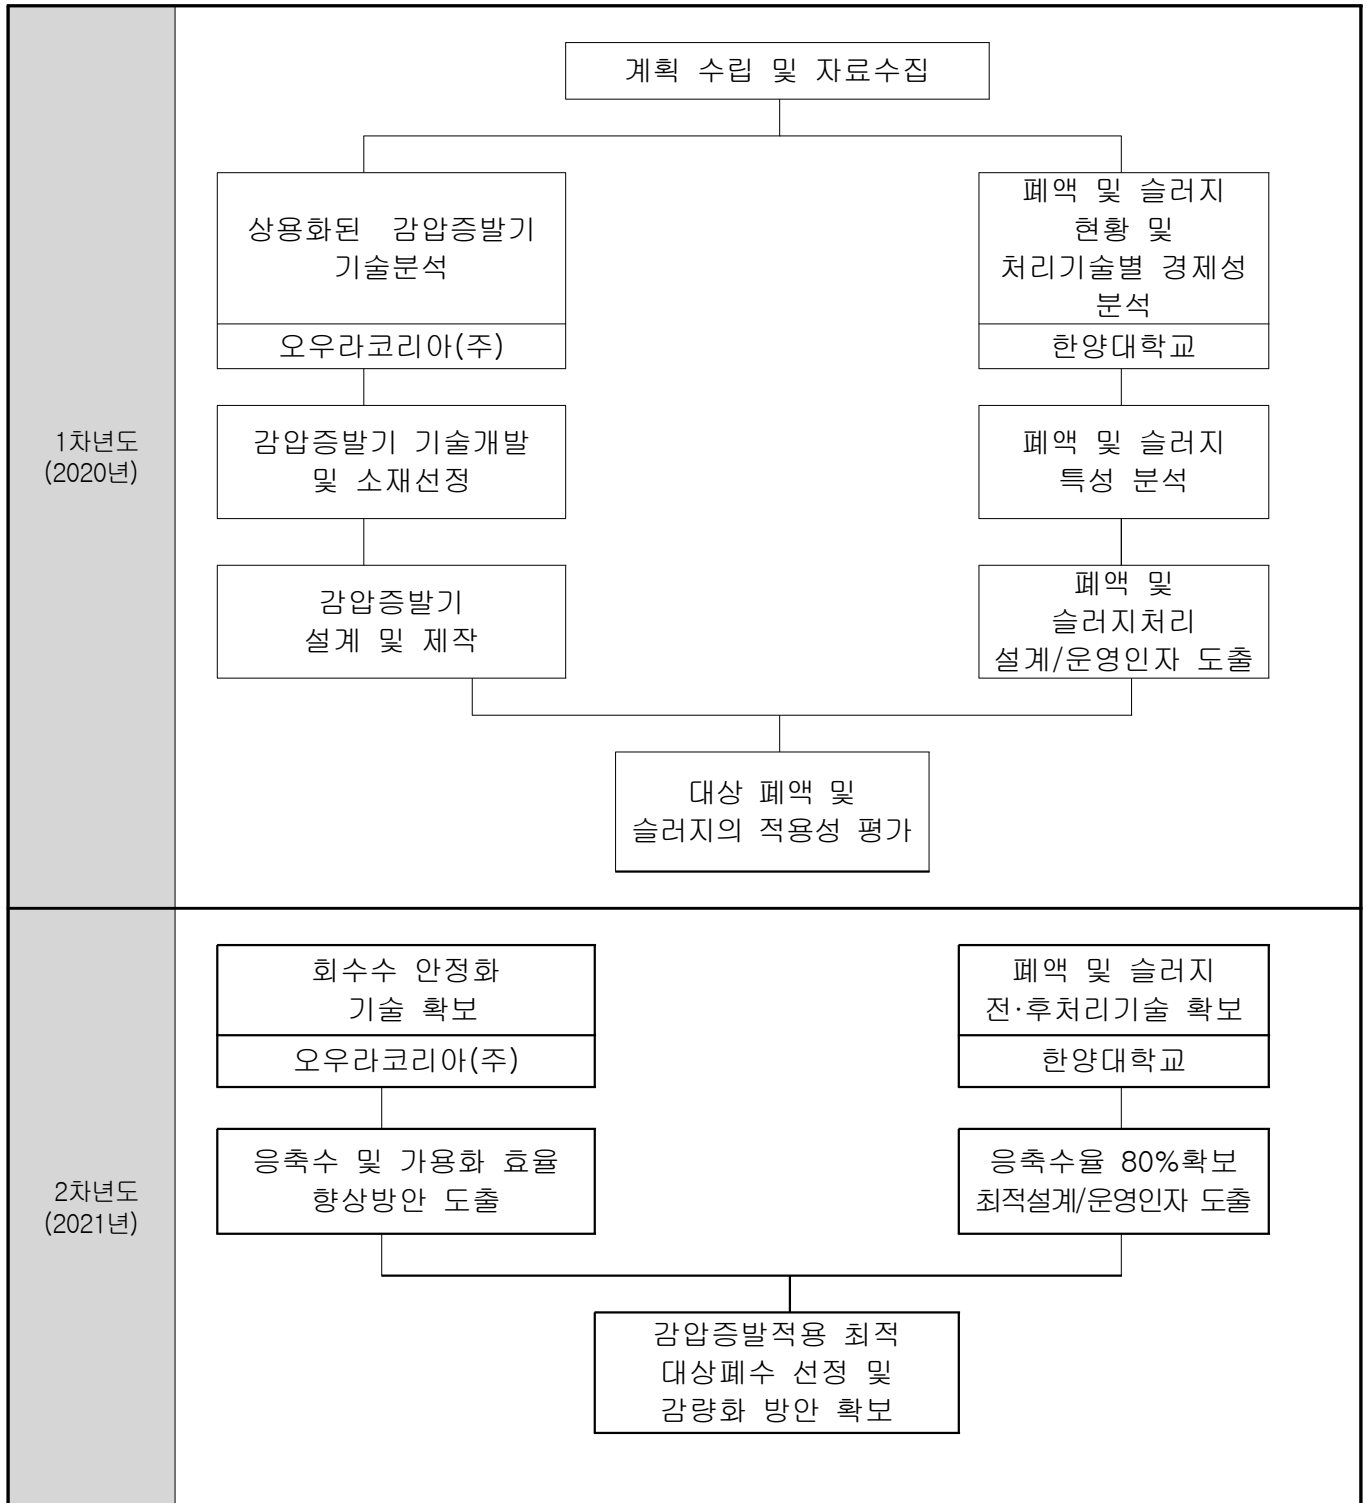 계획 수립 및 자료수집
상용화된 감압증발기
기술분석
오우라코리아(주)
폐액 및 슬러지
현황 및
처리기술별 경제성
분석
한양대학교
감압증발기 기술개발
및 소재선정
폐액 및 슬러지
특성 분석
1차년도
(2020년)
감압증발기
설계 및 제작
폐액 및
슬러지처리
설계/운영인자 도출
대상 폐액 및
슬러지의 적용성 평가
회수수 안정화
기술 확보
오우라코리아(주)
폐액 및 슬러지
전·후처리기술 확보
한양대학교
2차년도
(2021년)
응축수 및 가용화 효율
향상방안 도출
응축수율 80%확보
최적설계/운영인자 도출
감압증발적용 최적
대상폐수 선정 및
감량화 방안 확보